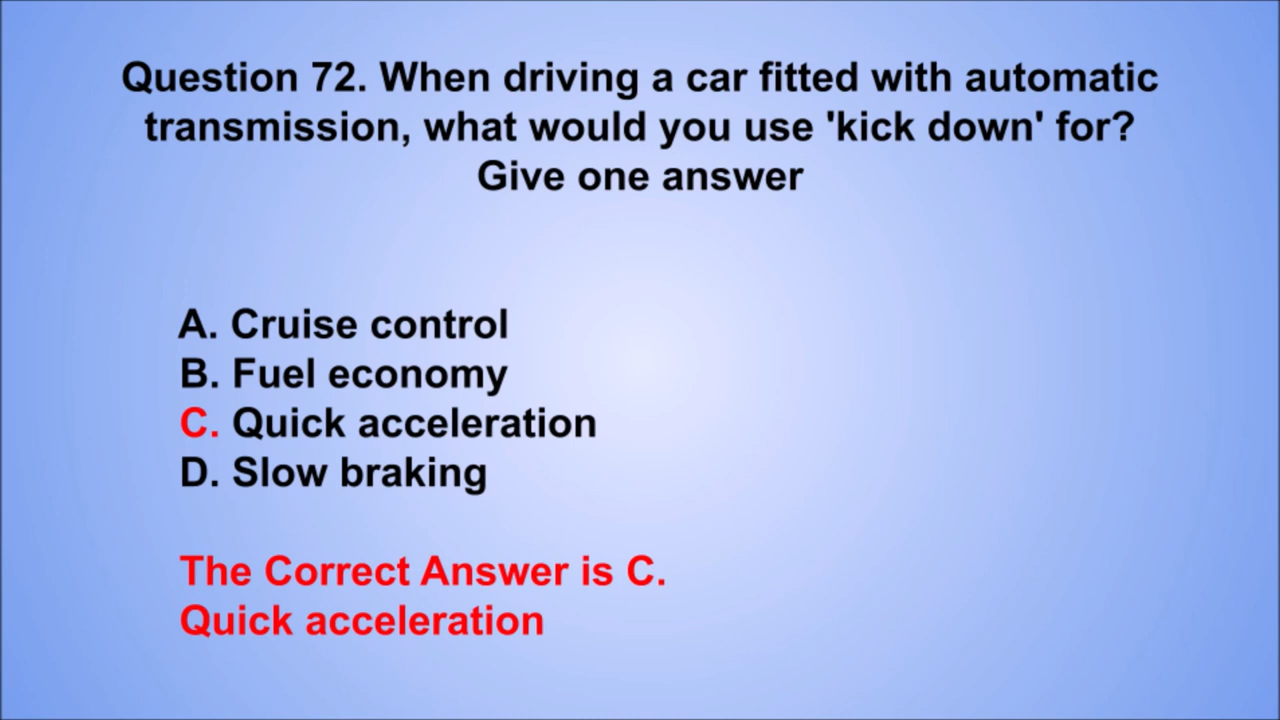 Question 72. When driving a car fitted with automatic
transmission, what would you use 'kick down' for?
Give one answer
A. Cruise control
B. Fuel economy
C. Quick acceleration
D. Slow braking
The Correct Answer is C.
Quick acceleration